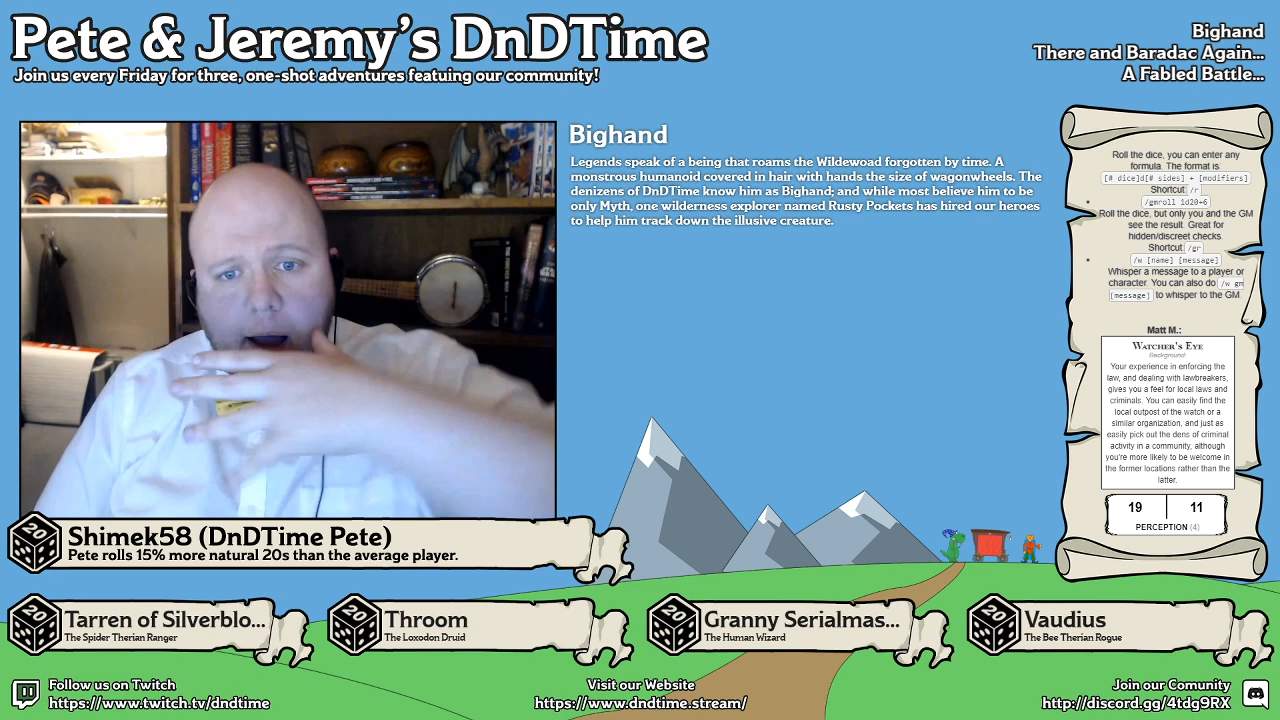 Pete & Jeremy's DnDTime
Join us every Friday for three, one-shot adventures featuing our community!
Bighand
There and Baradac Again...
A Fabled Battle...
Bighand
Legends speak of a being that roams the Wildewoad forgotten by time. A
monstrous humanoid covered in hair with hands the size of wagonwheels. The
denizens of DnDTime know him as Bighand; and while most believe him to be
only Myth, one wilderness explorer named Rusty Pockets has hired our heroes
to help him track down the illusive creature.
Roll the dice, you can enter any
formula. The format is
[# dice]d[# sides] + [modifiers]
Shortcut /r
/gmroll 1d20+6
Roll the dice, but only you and the GM
see the result. Great for
hidden/discreet checks.
Shortcut /gr
/w [name] [message]
Whisper a message to a player or
character. You can also do /w gm
[message] to whisper to the GM
Matt M.:
Watcher's Eye
Background
Your experience in enforcing the
law, and dealing with lawbreakers,
gives you a feel for local laws and
criminals. You can easily find the
local outpost of the watch or a
similar organization, and just as
easily pick out the dens of criminal
activity in a community, although
you're more likely to be welcome in
the former locations rather than the
latter.
19 11
PERCEPTION (4)
20
Shimek58 (DnDTime Pete)
Pete rolls 15% more natural 20s than the average player.
20
Tarren of Silverblo...
The Spider Therian Ranger
20
Throom
The Loxodon Druid
20
Granny Serialmas...
The Human Wizard
20
Vaudius
The Bee Therian Rogue
Follow us on Twitch
https://www.twitch.tv/dndtime
Visit our Website
https://www.dndtime.stream/
Join our Comunity
http://discord.gg/4tdg9RX